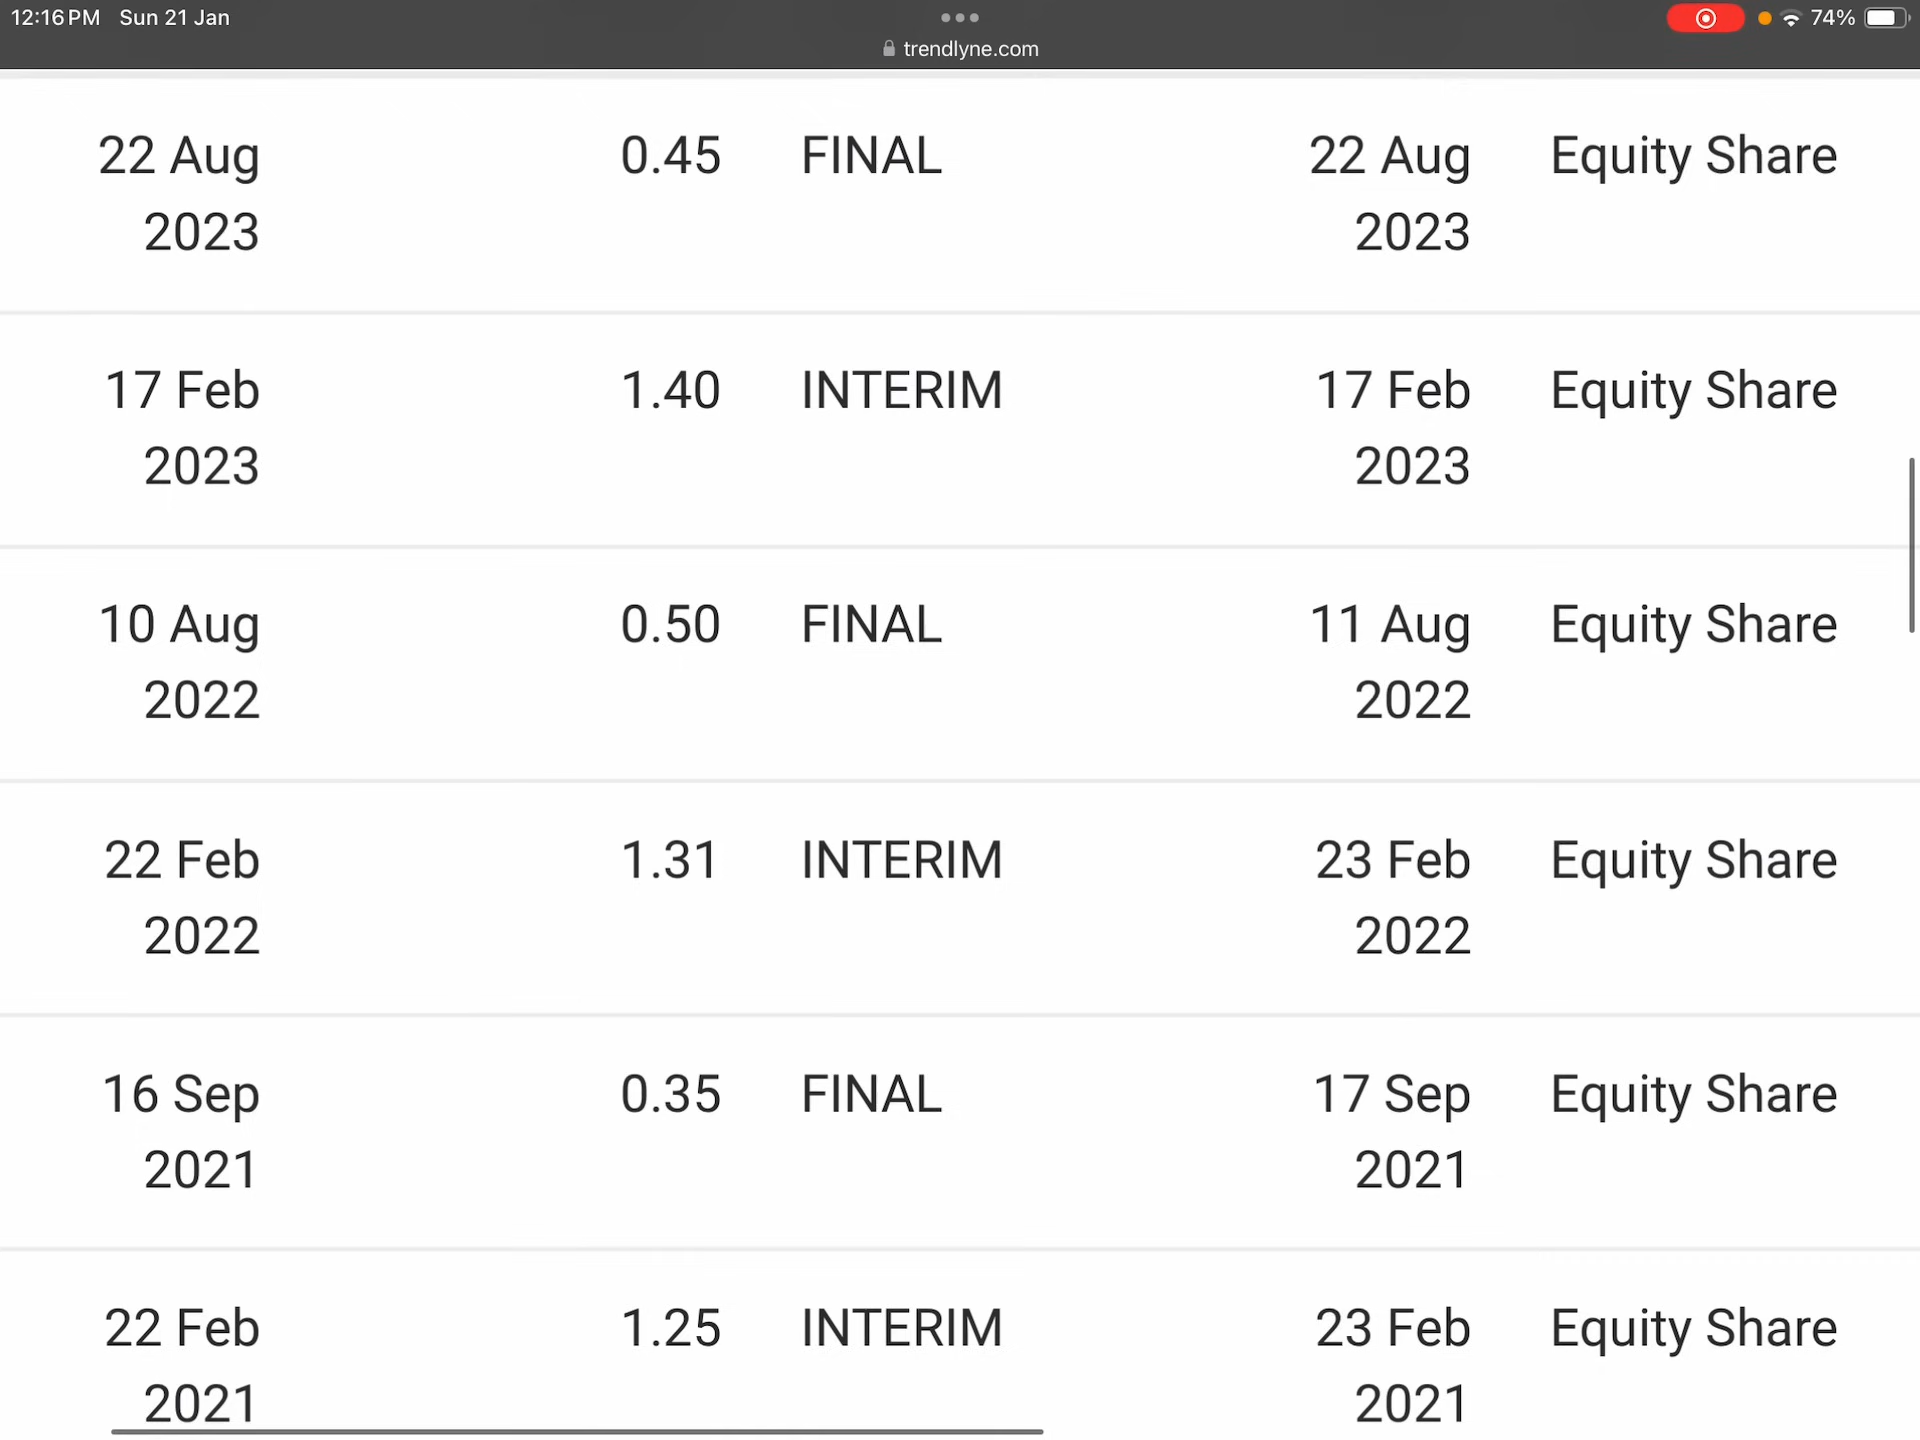 12:16 PM Sun 21 Jan
74%
trendlyne.com
22 Aug 0.45 FINAL 22 Aug Equity Share
2023 2023
17 Feb 1.40 INTERIM 17 Feb Equity Share
2023 2023
10 Aug 0.50 FINAL 11 Aug Equity Share
2022 2022
22 Feb 1.31 INTERIM 23 Feb Equity Share
2022 2022
16 Sep 0.35 FINAL 17 Sep Equity Share
2021 2021
22 Feb 1.25 INTERIM 23 Feb Equity Share
2021 2021